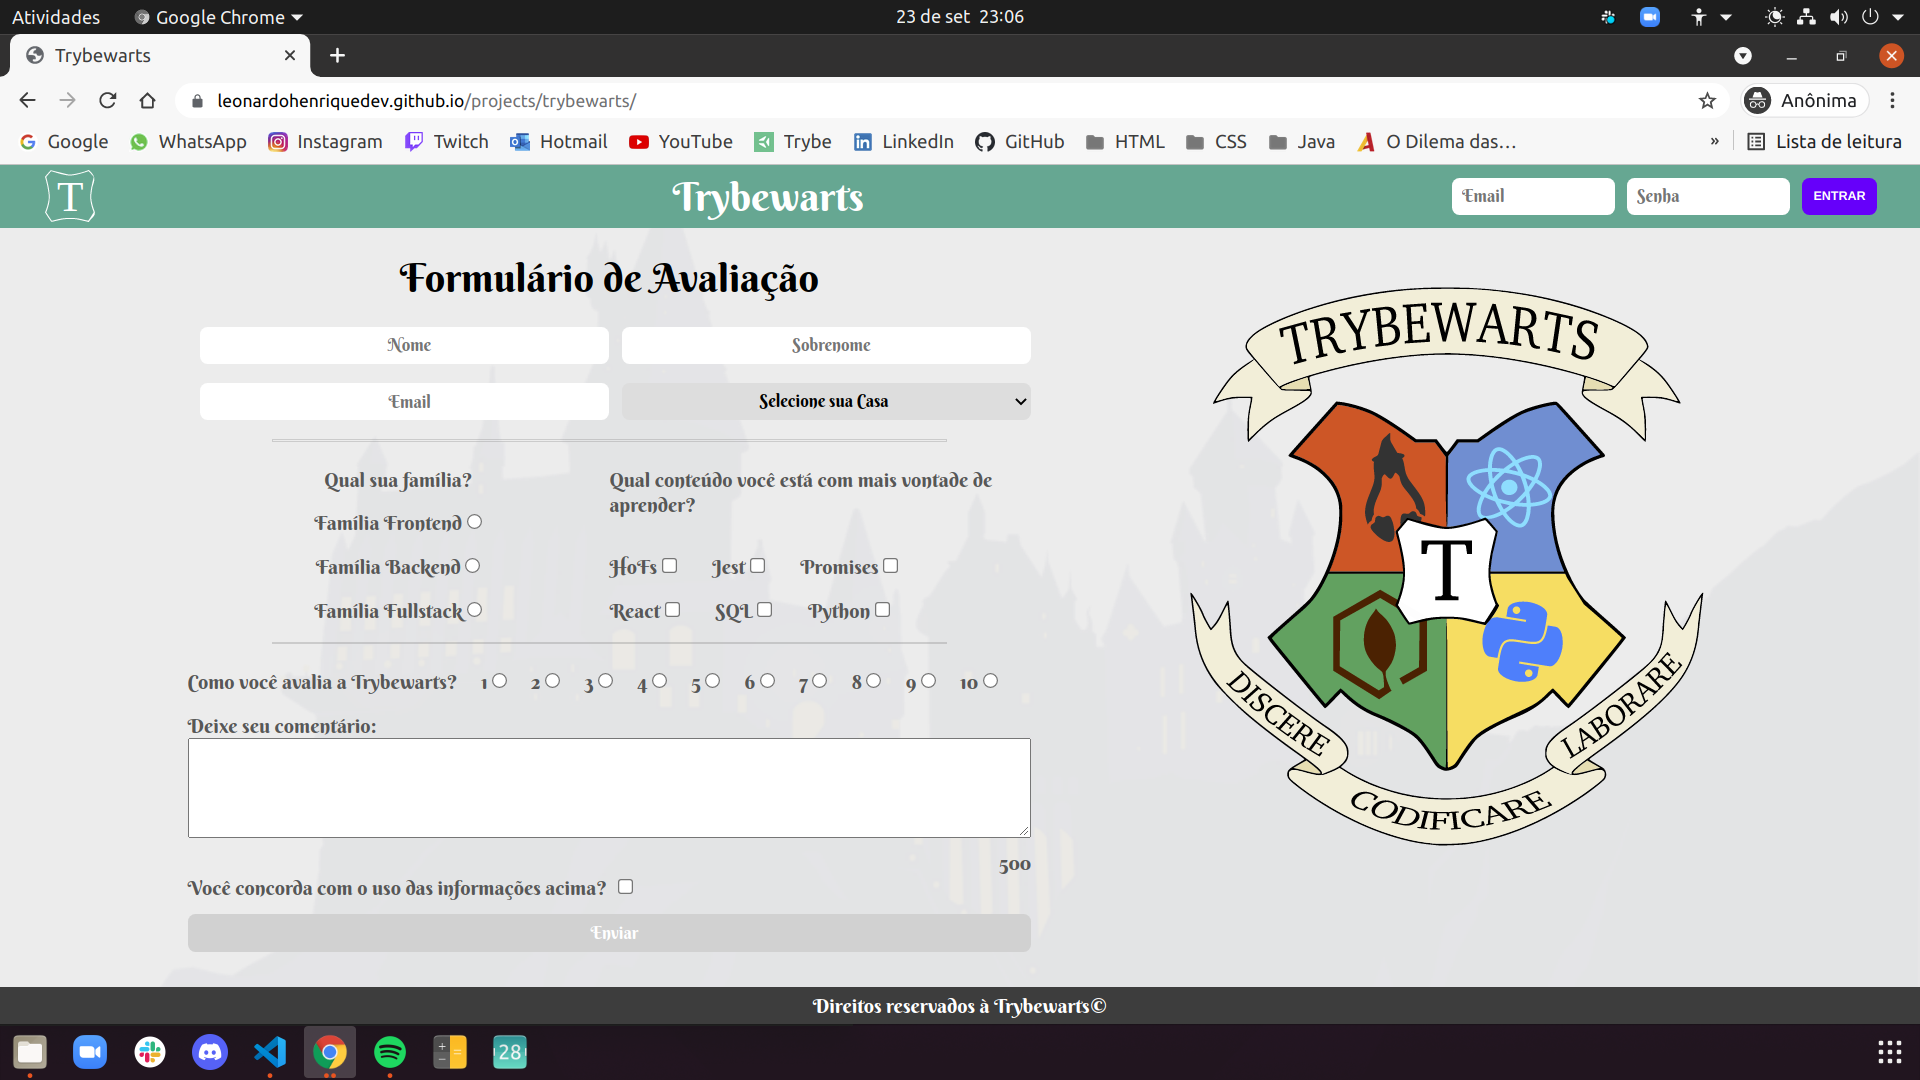 Atividades Google Chrome 23 de set 23:06
Trybewarts
leonardohenriquedev.github.io/projects/trybewarts/ Anônima
Google WhatsApp Instagram Twitch Hotmail YouTube Trybe LinkedIn GitHub HTML CSS Java O Dilema das... » Lista de leitura
T Trybewarts Email Senha ENTRAR
Formulário de Avaliação
Nome Sobrenome
Email Selecione sua Casa
Qual sua família?
Família Frontend
Família Backend
Família Fullstack
Qual conteúdo você está com mais vontade de
aprender?
HoFs Jest Promises
React SQL Python
Como você avalia a Trybewarts? 1 2 3 4 5 6 7 8 9 10
Deixe seu comentário:
500
Você concorda com o uso das informações acima?
Enviar
TRYBEWARTS
T
DISCERE
CODIFICARE
LABORARE
Direitos reservados à Trybewarts©
28